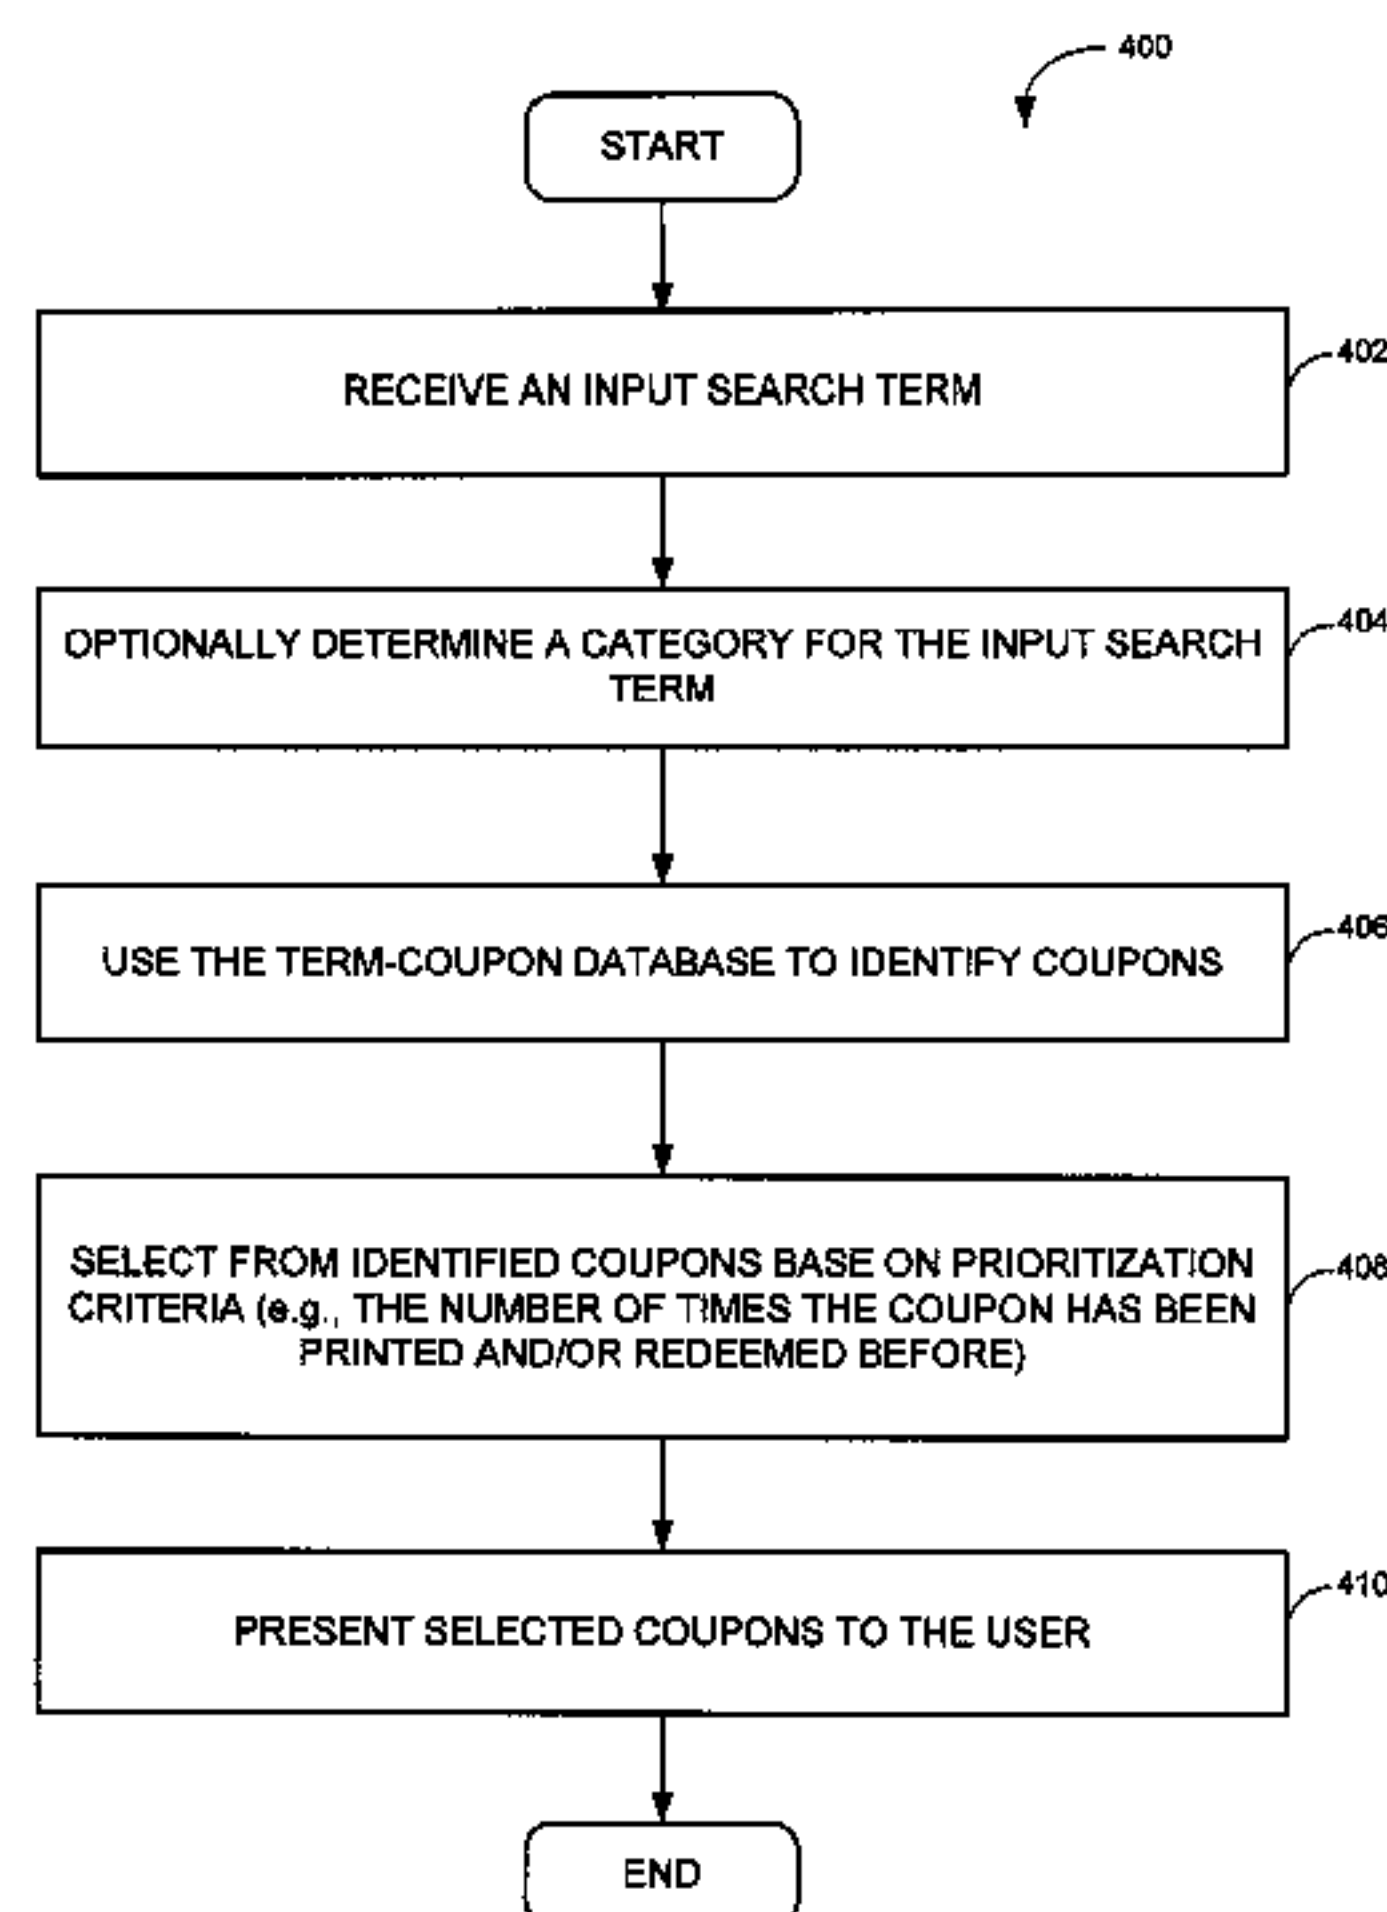 400
START
RECEIVE AN INPUT SEARCH TERM
402
OPTIONALLY DETERMINE A CATEGORY FOR THE INPUT SEARCH
TERM
404
USE THE TERM-COUPON DATABASE TO IDENTIFY COUPONS
406
SELECT FROM IDENTIFIED COUPONS BASE ON PRIORITIZATION
CRITERIA (e.g., THE NUMBER OF TIMES THE COUPON HAS BEEN
PRINTED AND/OR REDEEMED BEFORE)
408
PRESENT SELECTED COUPONS TO THE USER
410
END